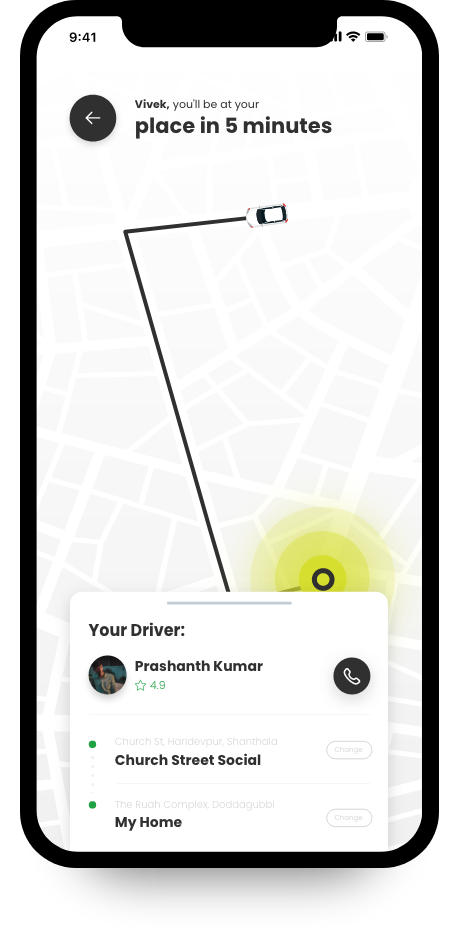 9:41
Vivek, you'll be at your
place in 5 minutes
Your Driver:
Prashanth Kumar
4.9
Church St, Haridevpur, Shanthala
Church Street Social
Change
The Ruah Complex, Doddagubbi
My Home
Change